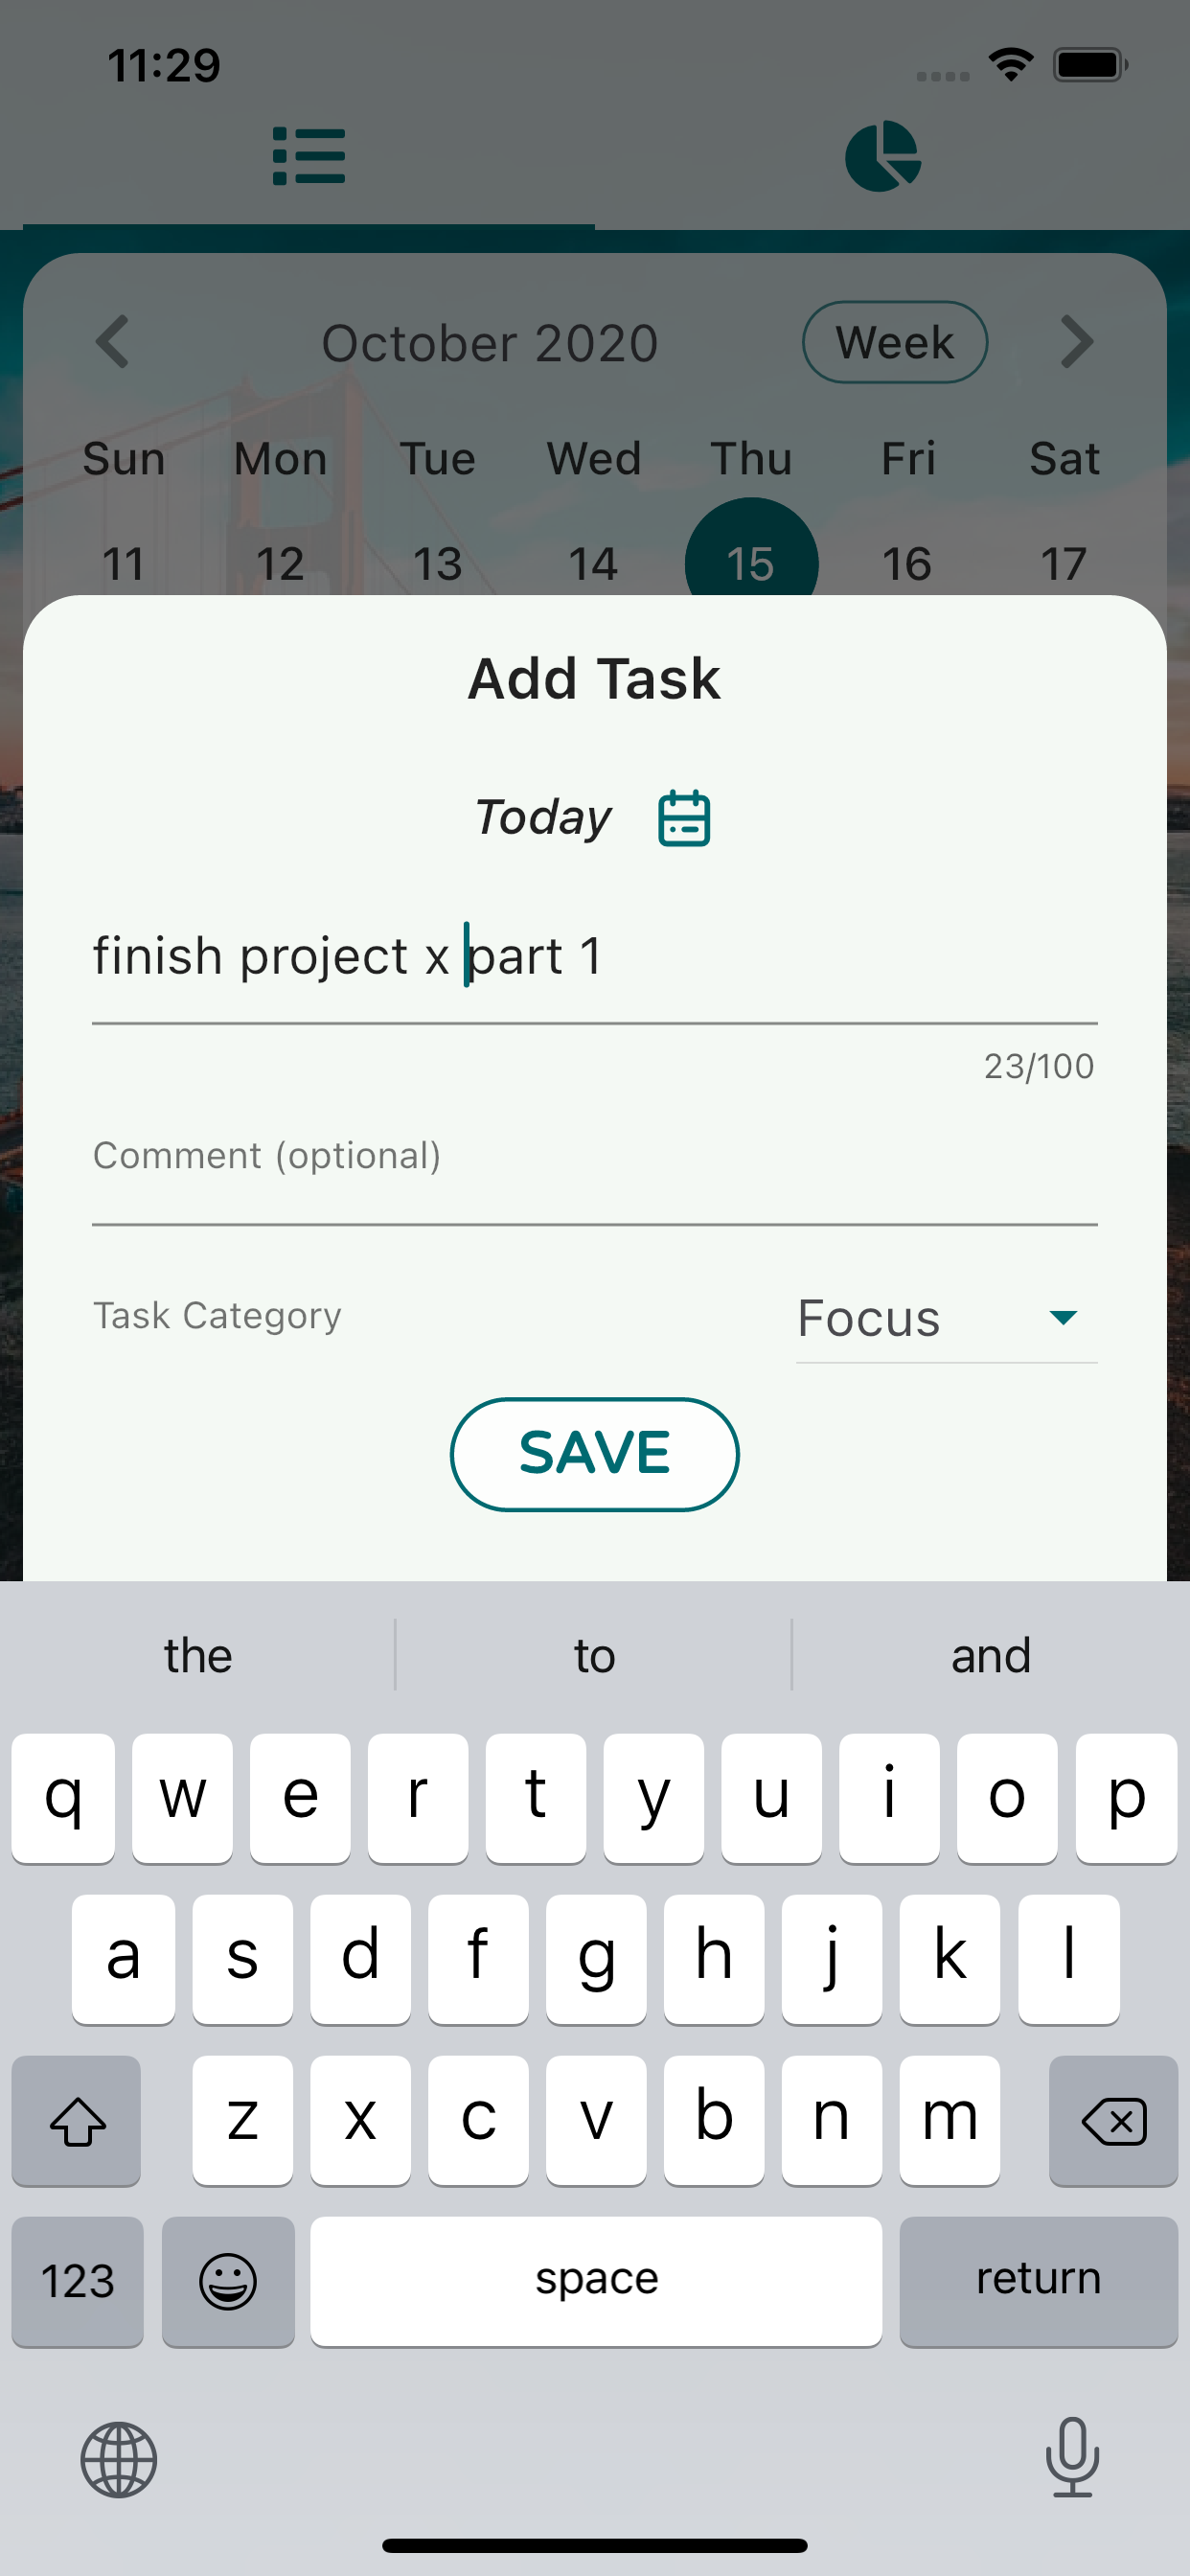 11:29
October 2020 Week
Sun Mon Tue Wed Thu Fri Sat
11 12 13 14 15 16 17
Add Task
Today
finish project x part 1
23/100
Comment (optional)
Task Category Focus
SAVE
the to and
q w e r t y u i o p
a s d f g h j k l
z x c v b n m
123 space return